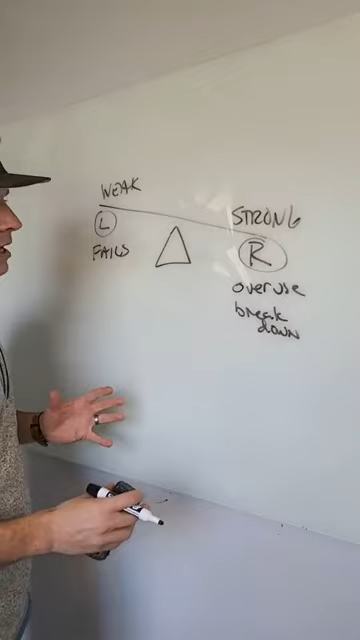 WEAK
STRONG
L
R
FAILS
overuse
break
down